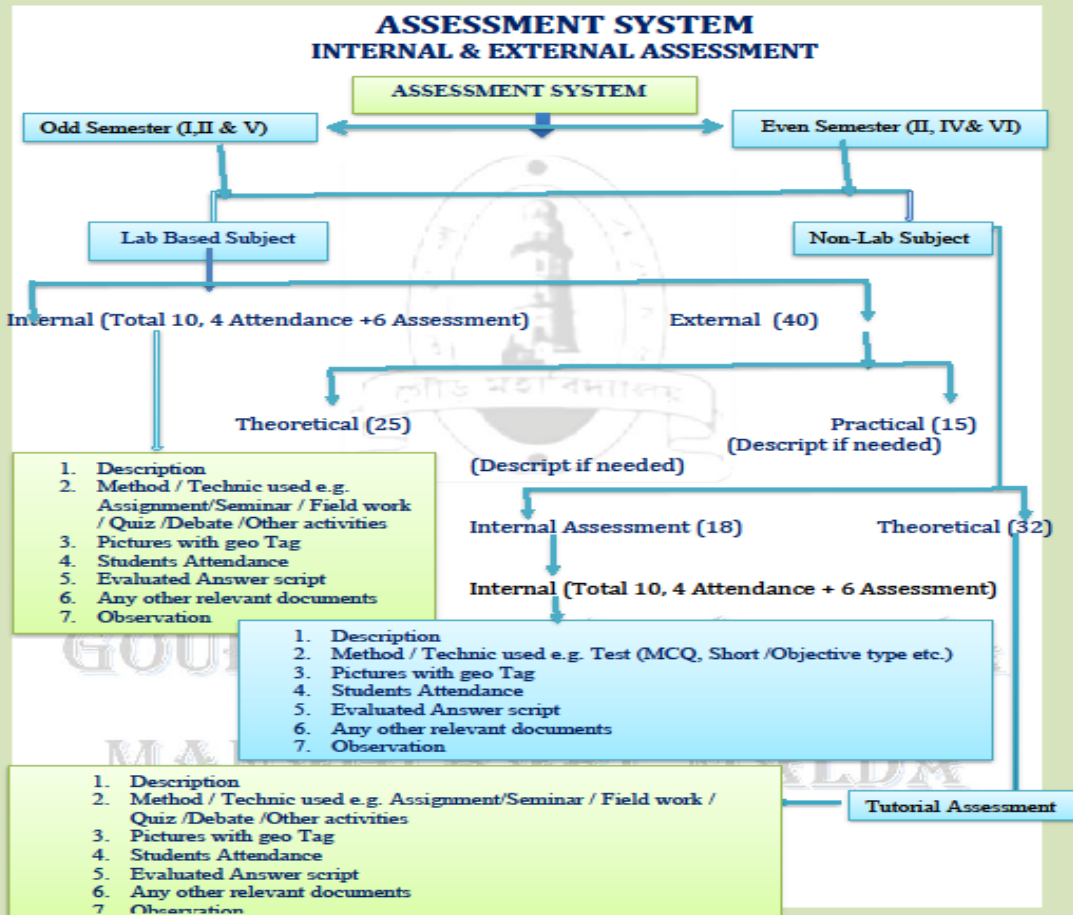 ASSESSMENT SYSTEM
INTERNAL & EXTERNAL ASSESSMENT
ASSESSMENT SYSTEM
Odd Semester (I,II & V)
Even Semester (II, IV& VI)
Lab Based Subject
Non-Lab Subject
Internal (Total 10, 4 Attendance +6 Assessment)
External (40)
Theoretical (25)
Practical (15)
(Descript if needed)
(Descript if needed)
1. Description
2. Method / Technic used e.g.
Assignment/Seminar / Field work
/ Quiz /Debate /Other activities
3. Pictures with geo Tag
4. Students Attendance
5. Evaluated Answer script
6. Any other relevant documents
7. Observation
Internal Assessment (18)
Theoretical (32)
Internal (Total 10, 4 Attendance + 6 Assessment)
1. Description
2. Method / Technic used e.g. Test (MCQ, Short /Objective type etc.)
3. Pictures with geo Tag
4. Students Attendance
5. Evaluated Answer script
6. Any other relevant documents
7. Observation
Tutorial Assessment
1. Description
2. Method / Technic used e.g. Assignment/Seminar / Field work /
Quiz /Debate /Other activities
3. Pictures with geo Tag
4. Students Attendance
5. Evaluated Answer script
6. Any other relevant documents
7. Observation